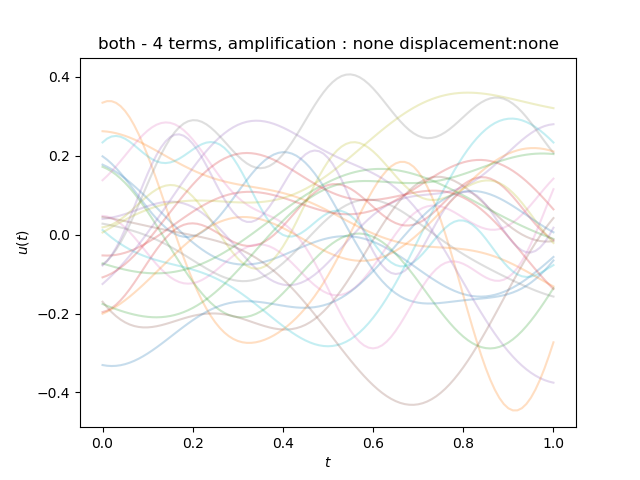 both - 4 terms, amplification : none displacement:none
0.4
0.2
0.0
−0.2
−0.4
u(t)
0.0 0.2 0.4 0.6 0.8 1.0
t